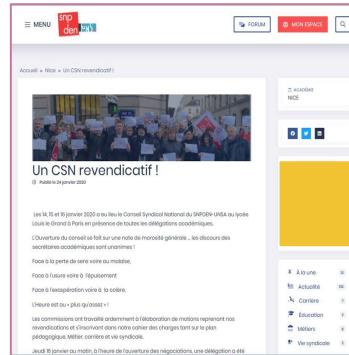 MENU
snp
den
FORUM
MON ESPACE
Accueil » Nice » Un CSN revendicatif !
ACADÉMIE
NICE
Un CSN revendicatif !
Publié le 24 janvier 2020
Les 14, 15 et 16 janvier 2020 a eu lieu le Conseil Syndical National du SNPDEN-UNSA au lycée
Louis le Grand à Paris en présence de toutes les délégations académiques.
L'Ouverture du conseil se fait sur une note de morosité générale … les discours des
secrétaires académiques sont unanimes !
Face à la perte de sens voire au malaise,
Face à l'usure voire à l'épuisement
Face à l'exaspération voire à la colère,
L'Heure est au « plus qu'assez » !
Les commissions ont travaillé ardemment à l'élaboration de motions reprenant nos
revendications et s'inscrivant dans notre cahier des charges tant sur le plan
pédagogique, Métier, carrière et vie syndicale.
Jeudi 16 janvier au matin, à l'heure de l'ouverture des négociations, une délégation a été
À la une
Actualité
Carrière
Éducation
Métiers
Vie syndicale